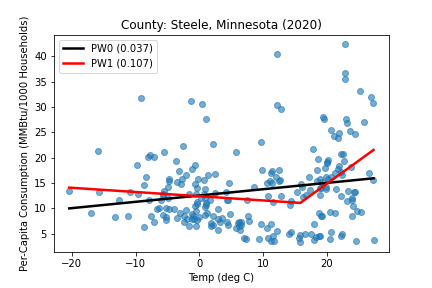 County: Steele, Minnesota (2020)
Per-Capita Consumption (MMBtu/1000 Households)
40
35
30
25
20
15
10
5
PW0 (0.037)
PW1 (0.107)
−20 −10 0 10 20
Temp (deg C)